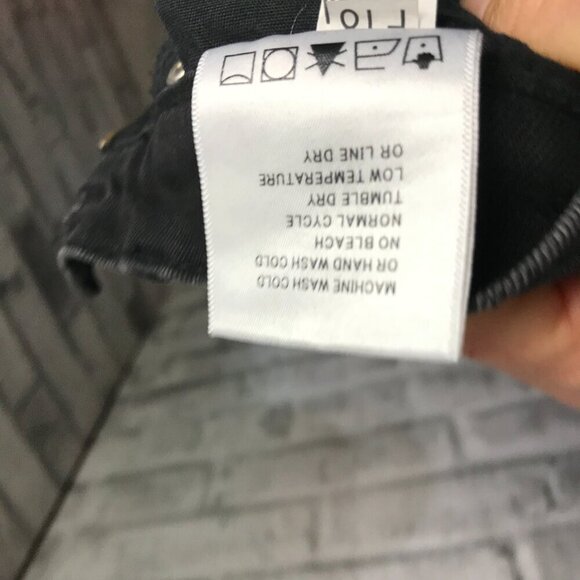 MACHINE WASH COLD
OR HAND WASH COLD
NO BLEACH
NORMAL CYCLE
TUMBLE DRY
LOW TEMPERATURE
OR LINE DRY